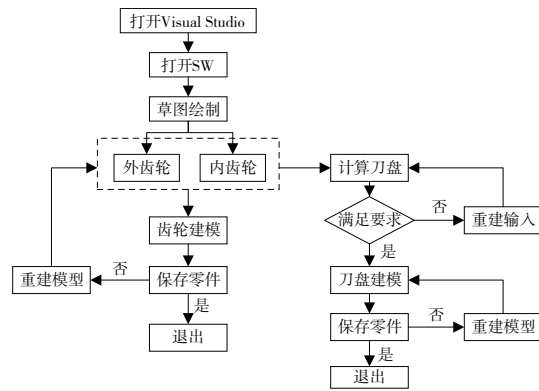 打开Visual Studio
打开SW
草图绘制
外齿轮
内齿轮
计算刀盘
齿轮建模
满足要求
否
重建输入
是
重建模型
否
保存零件
刀盘建模
是
保存零件
否
重建模型
退出
是
退出